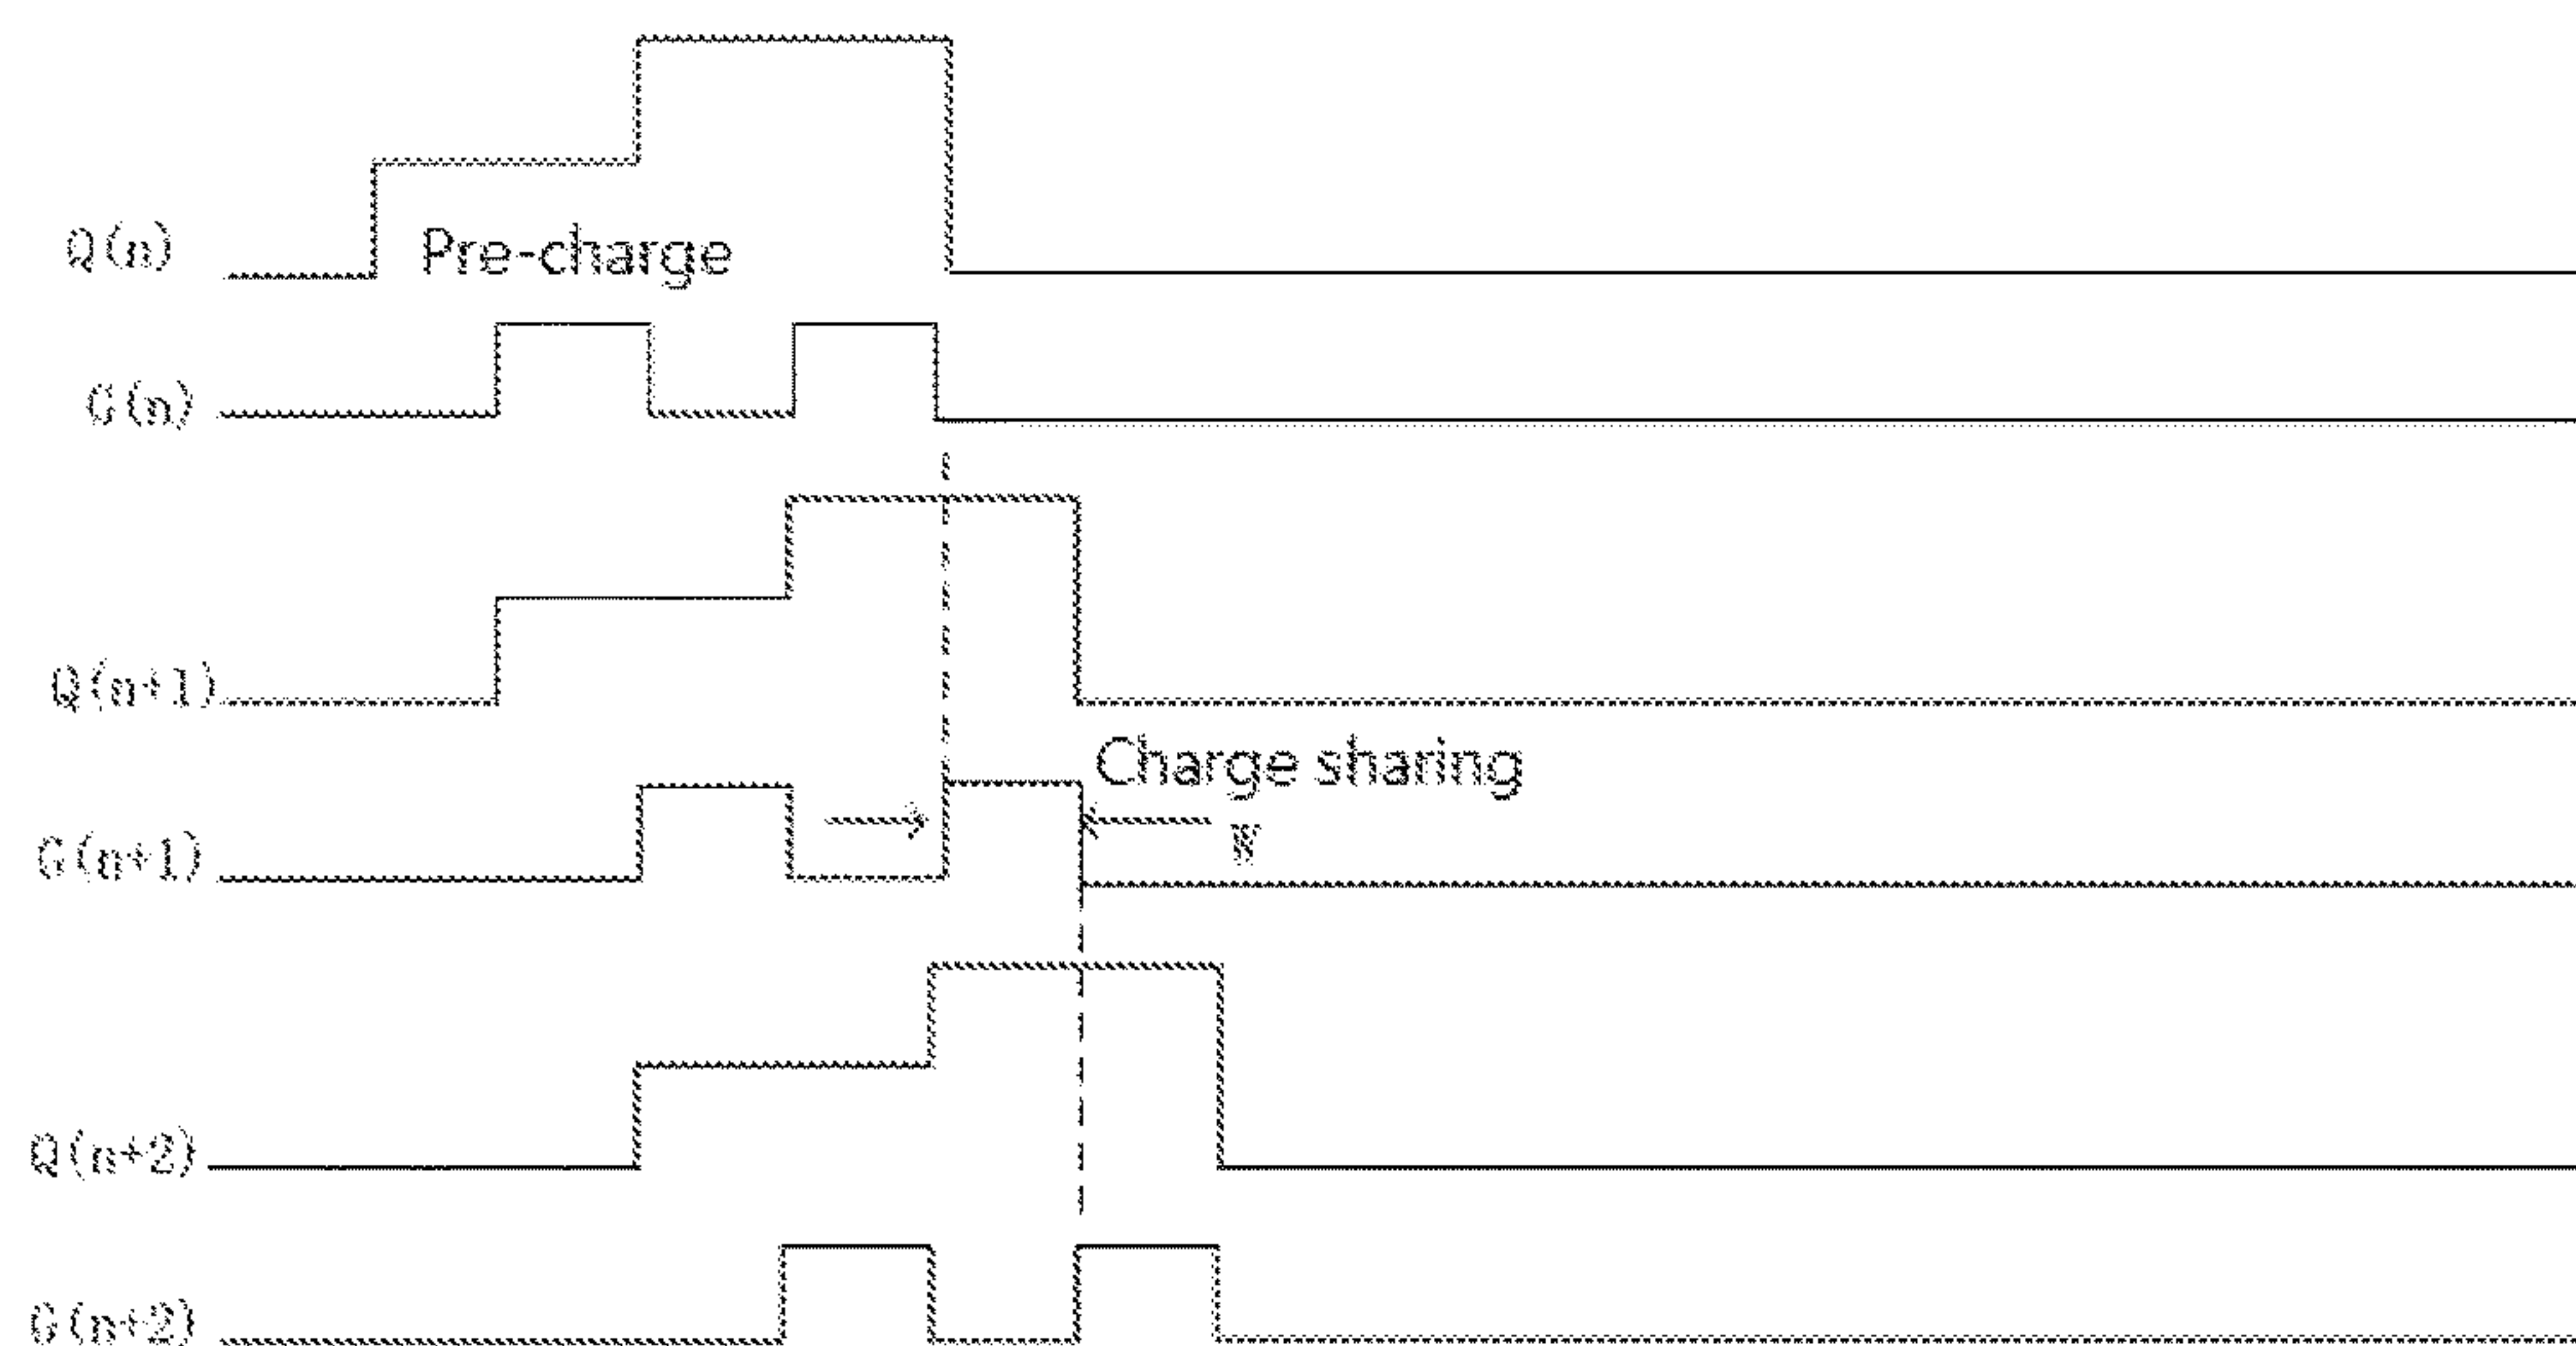 Q(n)
Pre-charge
G(n)
Q(n+1)
Charge sharing
G(n+1)
W
Q(n+2)
G(n+2)